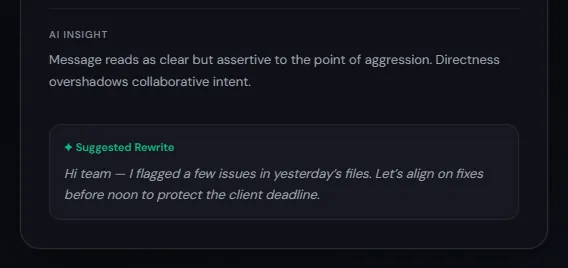 AI INSIGHT
Message reads as clear but assertive to the point of aggression. Directness
overshadows collaborative intent.
✦ Suggested Rewrite
Hi team — I flagged a few issues in yesterday's files. Let's align on fixes
before noon to protect the client deadline.